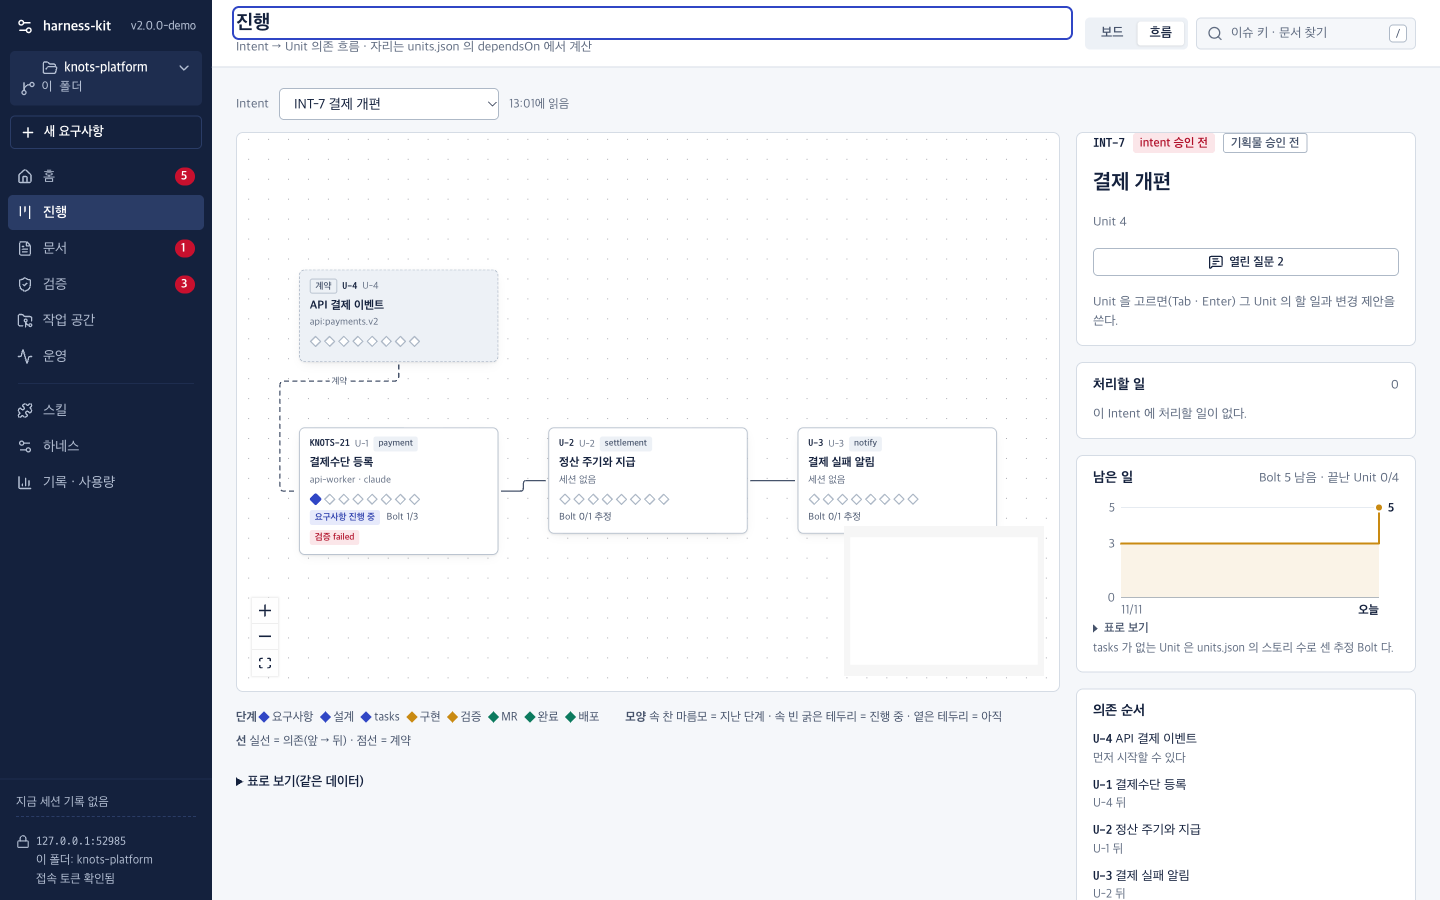 harness-kit v2.0.0-demo
knots-platform
이 폴더
새 요구사항
홈 5
진행
문서 1
검증 3
작업 공간
운영
스킬
하네스
기록 · 사용량
지금 세션 기록 없음
127.0.0.1:52985
이 폴더: knots-platform
접속 토큰 확인됨
진행
Intent → Unit 의존 흐름 · 자리는 units.json 의 dependsOn 에서 계산
보드 흐름
이슈 키 · 문서 찾기 /
Intent INT-7 결제 개편 13:01에 읽음
계약 U-4 U-4
API 결제 이벤트
api:payments.v2
계약
KNOTS-21 U-1 payment
결제수단 등록
api-worker · claude
요구사항 진행 중 Bolt 1/3
검증 failed
U-2 U-2 settlement
정산 주기와 지급
세션 없음
Bolt 0/1 추정
U-3 U-3 notify
결제 실패 알림
세션 없음
Bolt 0/1 추정
단계 요구사항 설계 tasks 구현 검증 MR 완료 배포 모양 속 찬 마름모 = 지난 단계 · 속 빈 굵은 테두리 = 진행 중 · 옅은 테두리 = 아직
선 실선 = 의존(앞 → 뒤) · 점선 = 계약
표로 보기(같은 데이터)
INT-7 intent 승인 전 기획물 승인 전
결제 개편
Unit 4
열린 질문 2
Unit 을 고르면(Tab · Enter) 그 Unit 의 할 일과 변경 제안을
쓴다.
처리할 일 0
이 Intent 에 처리할 일이 없다.
남은 일 Bolt 5 남음 · 끝난 Unit 0/4
5 5
3
0
11/11 오늘
표로 보기
tasks 가 없는 Unit 은 units.json 의 스토리 수로 센 추정 Bolt 다.
의존 순서
U-4 API 결제 이벤트
먼저 시작할 수 있다
U-1 결제수단 등록
U-4 뒤
U-2 정산 주기와 지급
U-1 뒤
U-3 결제 실패 알림
U-2 뒤